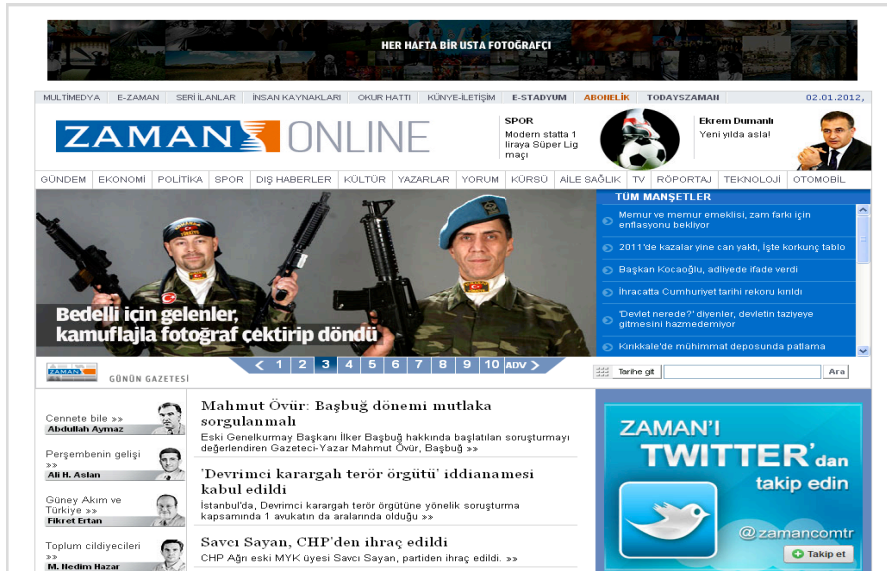 HER HAFTA BİR USTA FOTOĞRAFÇI
MULTİMEDYA E-ZAMAN SERİ İLANLAR İNSAN KAYNAKLARI OKUR HATTI KÜNYE-İLETİŞİM E-STADYUM ABONELİK TODAYSZAMAN 02.01.2012,
ZAMAN ONLINE
SPOR
Modern statta 1
liraya Süper Lig
maçı
Ekrem Dumanlı
Yeni yılda asla!
GÜNDEM EKONOMİ POLİTİKA SPOR DIŞ HABERLER KÜLTÜR YAZARLAR YORUM KÜRSÜ AİLE SAĞLIK TV RÖPORTAJ TEKNOLOJİ OTOMOBİL
TÜRKİYE
Bedelli için gelenler,
kamuflajla fotoğraf çektirip döndü
TÜM MANŞETLER
Memur ve memur emeklisi, zam farkı için
enflasyonu bekliyor
2011'de kazalar yine can yaktı, İşte korkunç tablo
Başkan Kocaoğlu, adliyede ifade verdi
İhracatta Cumhuriyet tarihi rekoru kırıldı
'Devlet nerede?' diyenler, devletin taziyeye
gitmesini hazmedemiyor
Kırıkkale'de mühimmat deposunda patlama
< 1 2 3 4 5 6 7 8 9 10 ADV >
ZAMAN
GÜNÜN GAZETESİ
Tarihe git Ara
Cennete bile »»
Abdullah Aymaz
Perşembenin gelişi
»»
Ali H. Aslan
Güney Akım ve
Türkiye »»
Fikret Ertan
Toplum cildiyecileri
»»
M. Nedim Hazar
Mahmut Övür: Başbuğ dönemi mutlaka
sorgulanmalı
Eski Genelkurmay Başkanı İlker Başbuğ hakkında başlatılan soruşturmayı
değerlendiren Gazeteci-Yazar Mahmut Övür, Başbuğ »»
'Devrimci karargah terör örgütü' iddianamesi
kabul edildi
İstanbul'da, Devrimci karargah terör örgütüne yönelik soruşturma
kapsamında 1 avukatın da aralarında olduğu »»
Savcı Sayan, CHP'den ihraç edildi
CHP Ağrı eski MYK üyesi Savcı Sayan, partiden ihraç edildi. »»
ZAMAN'I
TWITTER'dan
takip edin
@zamancomtr
Takip et